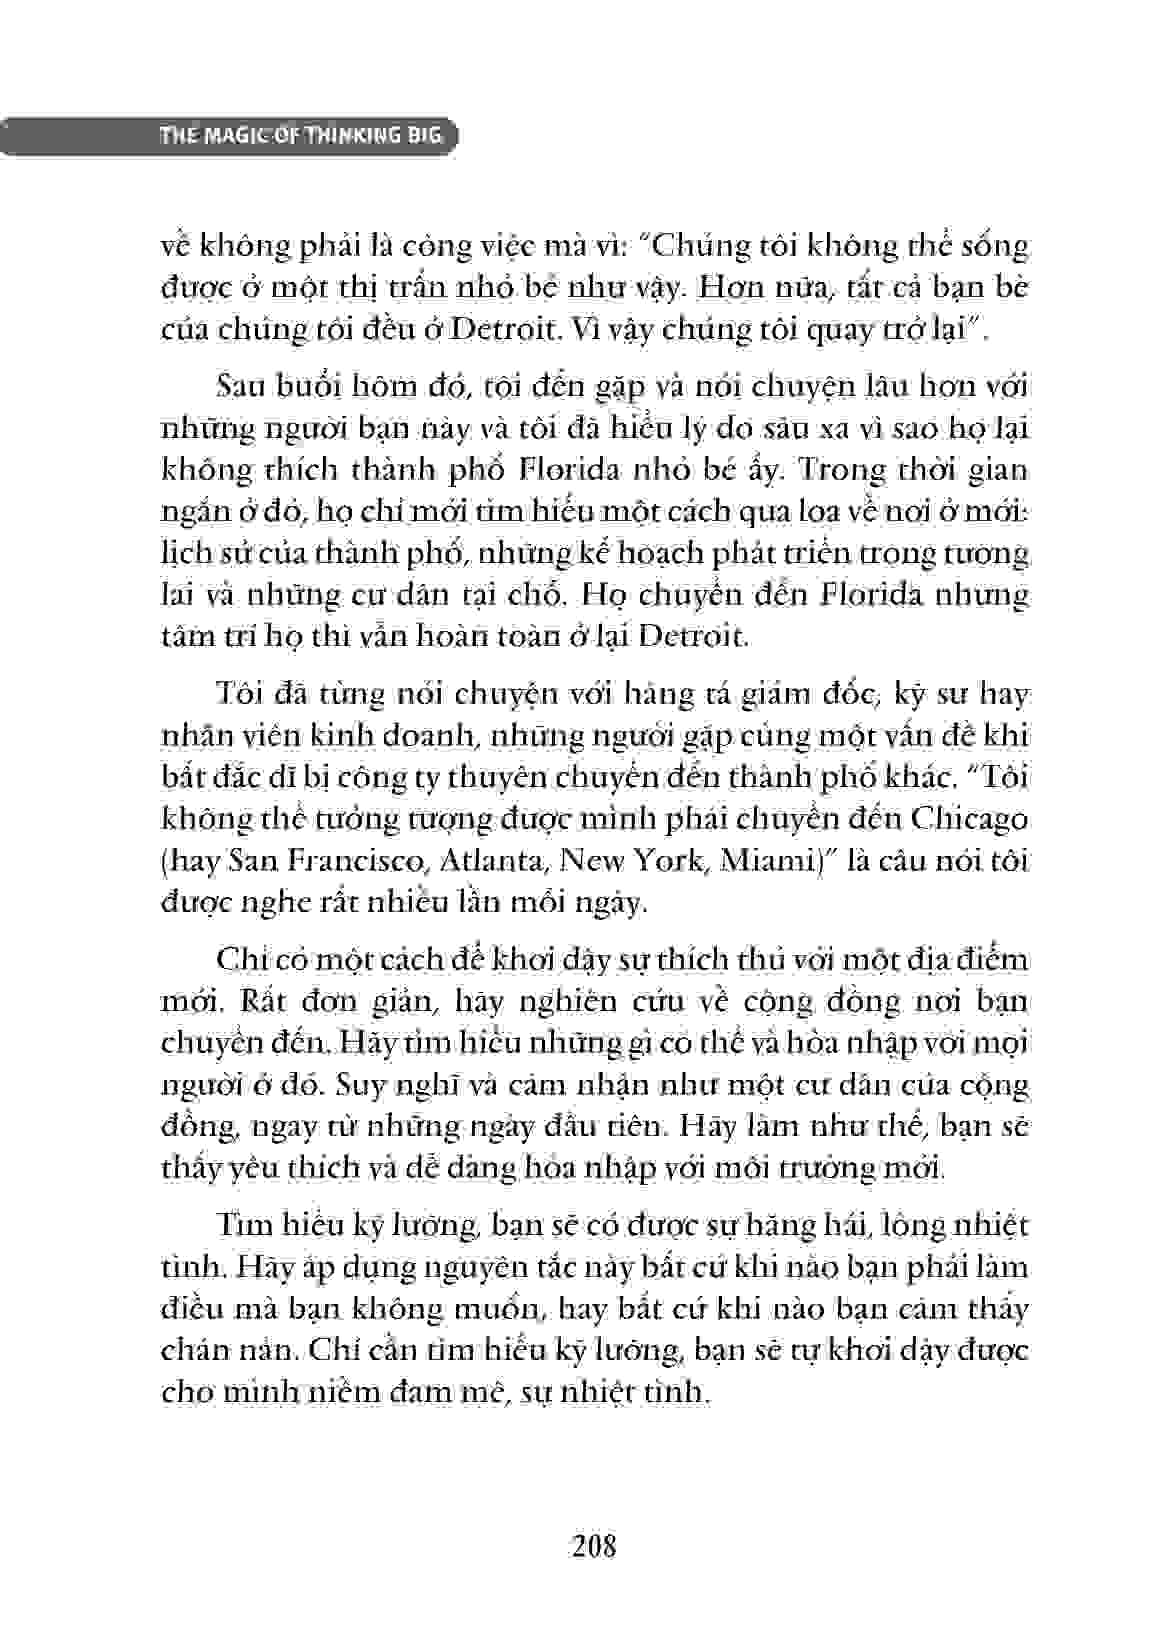 THE MAGIC OF THINKING BIG
về không phải là công việc mà vì: “Chúng tôi không thể sống
được ở một thị trấn nhỏ bé như vậy. Hơn nữa, tất cả bạn bè
của chúng tôi đều ở Detroit. Vì vậy chúng tôi quay trở lại”.
Sau buổi hôm đó, tôi đến gặp và nói chuyện lâu hơn với
những người bạn này và tôi đã hiểu lý do sâu xa vì sao họ lại
không thích thành phố Florida nhỏ bé ấy. Trong thời gian
ngắn ở đó, họ chỉ mới tìm hiểu một cách qua loa về nơi ở mới:
lịch sử của thành phố, những kế hoạch phát triển trong tương
lai và những cư dân tại chỗ. Họ chuyển đến Florida nhưng
tâm trí họ thì vẫn hoàn toàn ở lại Detroit.
Tôi đã từng nói chuyện với hàng tá giám đốc, kỹ sư hay
nhân viên kinh doanh, những người gặp cùng một vấn đề khi
bất đắc dĩ bị công ty thuyên chuyển đến thành phố khác. “Tôi
không thể tưởng tượng được mình phải chuyển đến Chicago
(hay San Francisco, Atlanta, New York, Miami)” là câu nói tôi
được nghe rất nhiều lần mỗi ngày.
Chỉ có một cách để khơi dậy sự thích thú với một địa điểm
mới. Rất đơn giản, hãy nghiên cứu về cộng đồng nơi bạn
chuyển đến. Hãy tìm hiểu những gì có thể và hòa nhập với mọi
người ở đó. Suy nghĩ và cảm nhận như một cư dân của cộng
đồng, ngay từ những ngày đầu tiên. Hãy làm như thế, bạn sẽ
thấy yêu thích và dễ dàng hòa nhập với môi trường mới.
Tìm hiểu kỹ lưỡng, bạn sẽ có được sự hăng hái, lòng nhiệt
tình. Hãy áp dụng nguyên tắc này bất cứ khi nào bạn phải làm
điều mà bạn không muốn, hay bất cứ khi nào bạn cảm thấy
chán nản. Chỉ cần tìm hiểu kỹ lưỡng, bạn sẽ tự khơi dậy được
cho mình niềm đam mê, sự nhiệt tình.
208